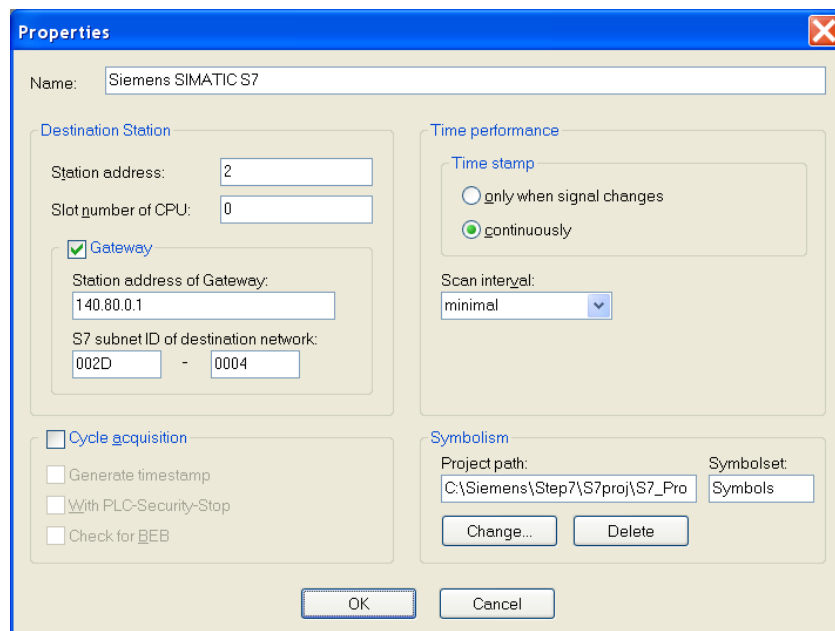 Properties
Name: Siemens SIMATIC S7
Destination Station
Station address: 2
Slot number of CPU: 0
Gateway
Station address of Gateway:
140.80.0.1
S7 subnet ID of destination network:
002D - 0004
Time performance
Time stamp
only when signal changes
continuously
Scan interval:
minimal
Cycle acquisition
Generate timestamp
With PLC-Security-Stop
Check for BEB
Symbolism
Project path: Symbolset:
C:\Siemens\Step7\S7proj\S7_Pro Symbols
Change... Delete
OK Cancel